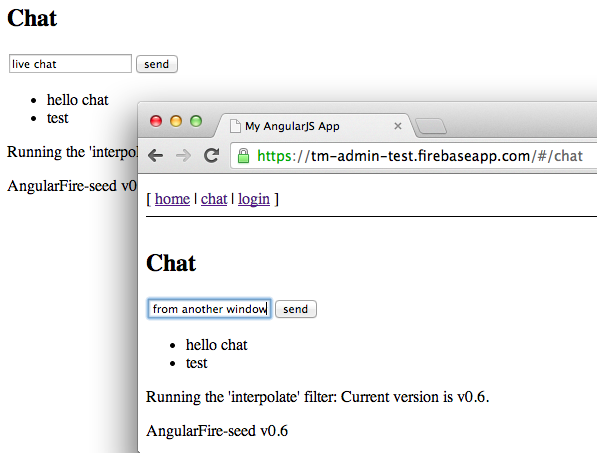 Chat
live chat send
• hello chat
• test
Running the 'interpol
AngularFire-seed v0
My AngularJS App
https://tm-admin-test.firebaseapp.com/#/chat
[ home | chat | login ]
Chat
from another window send
• hello chat
• test
Running the 'interpolate' filter: Current version is v0.6.
AngularFire-seed v0.6